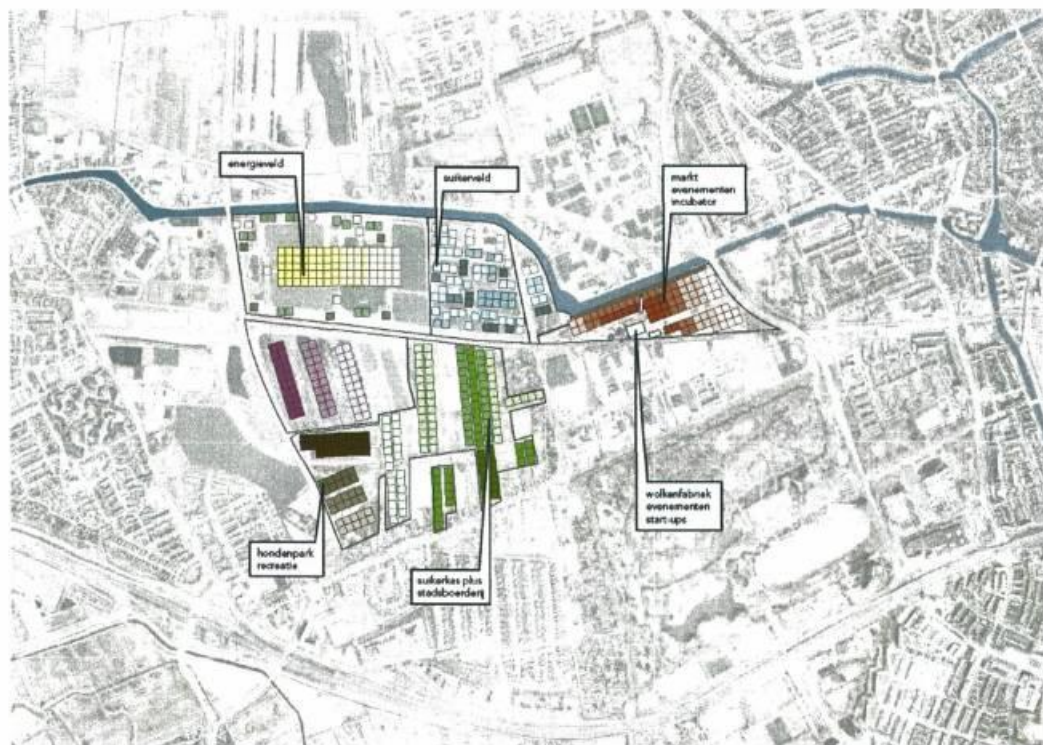 energieveld
suikerveld
markt
evenementen
incubator
wolkenfabriek
evenementen
start-ups
hondenpark
recreatie
suikerkas plus
stadsboerderij